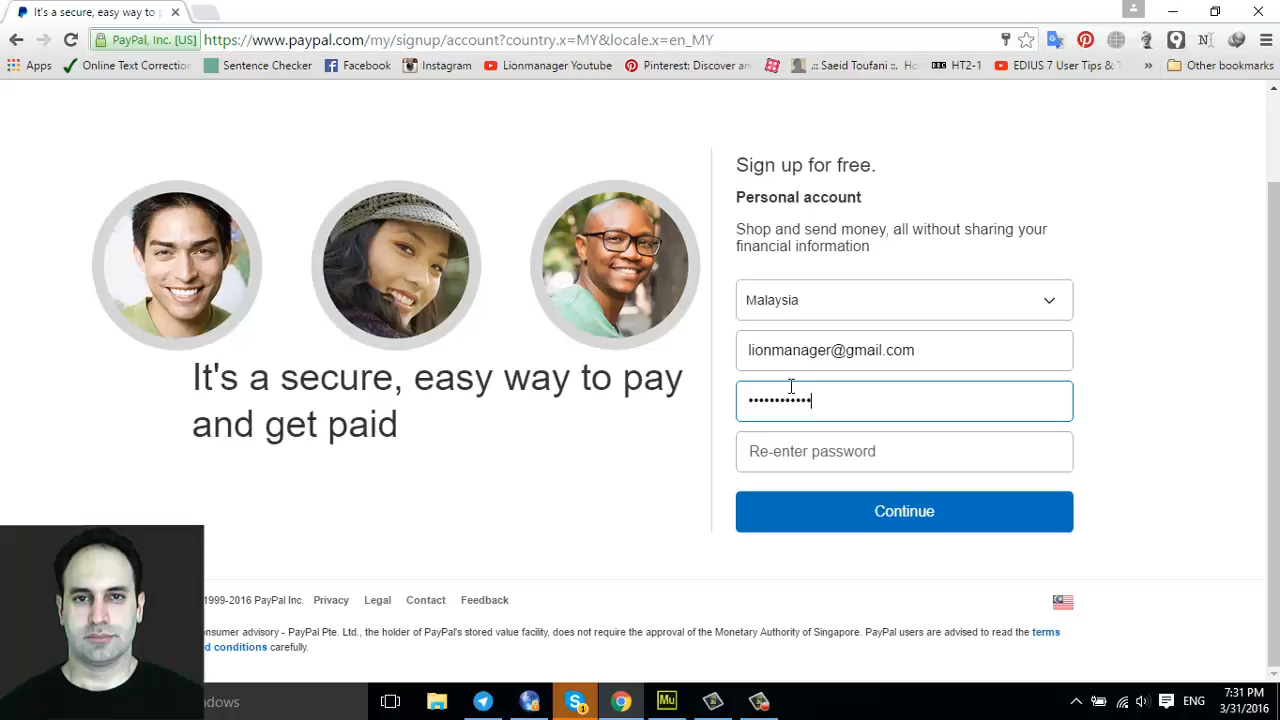 It's a secure, easy way to p
PayPal, Inc. [US] https://www.paypal.com/my/signup/account?country.x=MY&locale.x=en_MY
Apps Online Text Correction Sentence Checker Facebook Instagram Lionmanager Youtube Pinterest: Discover an .:: Saeid Toufani ::. Ho HT2-1 EDIUS 7 User Tips & T » Other bookmarks
Sign up for free.
Personal account
Shop and send money, all without sharing your
financial information
Malaysia
lionmanager@gmail.com
••••••••••••
Re-enter password
Continue
It's a secure, easy way to pay
and get paid
1999-2016 PayPal Inc. Privacy Legal Contact Feedback
onsumer advisory - PayPal Pte. Ltd., the holder of PayPal's stored value facility, does not require the approval of the Monetary Authority of Singapore. PayPal users are advised to read the terms
d conditions carefully.
ndows
1
Mu
ENG
7:31 PM
3/31/2016